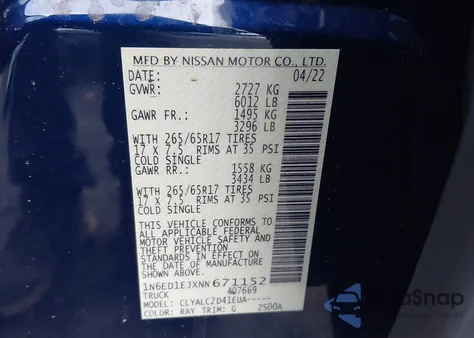 MFD BY NISSAN MOTOR CO., LTD.
DATE: 04/22
GVWR: 2727 KG
6012 LB
GAWR FR.: 1495 KG
3296 LB
WITH 265/65R17 TIRES
17 X 7.5 RIMS AT 35 PSI
COLD SINGLE
GAWR RR.: 1558 KG
3434 LB
WITH 265/65R17 TIRES
17 X 7.5 RIMS AT 35 PSI
COLD SINGLE
THIS VEHICLE CONFORMS TO
ALL APPLICABLE FEDERAL
MOTOR VEHICLE SAFETY AND
THEFT PREVENTION
STANDARDS IN EFFECT ON
THE DATE OF MANUFACTURE
SHOWN ABOVE.
1N6ED1EJXNN671152
TRUCK 407669
MODEL: CLYALC2D41EUA-----
COLOR: RAY TRIM: G ZSD0A